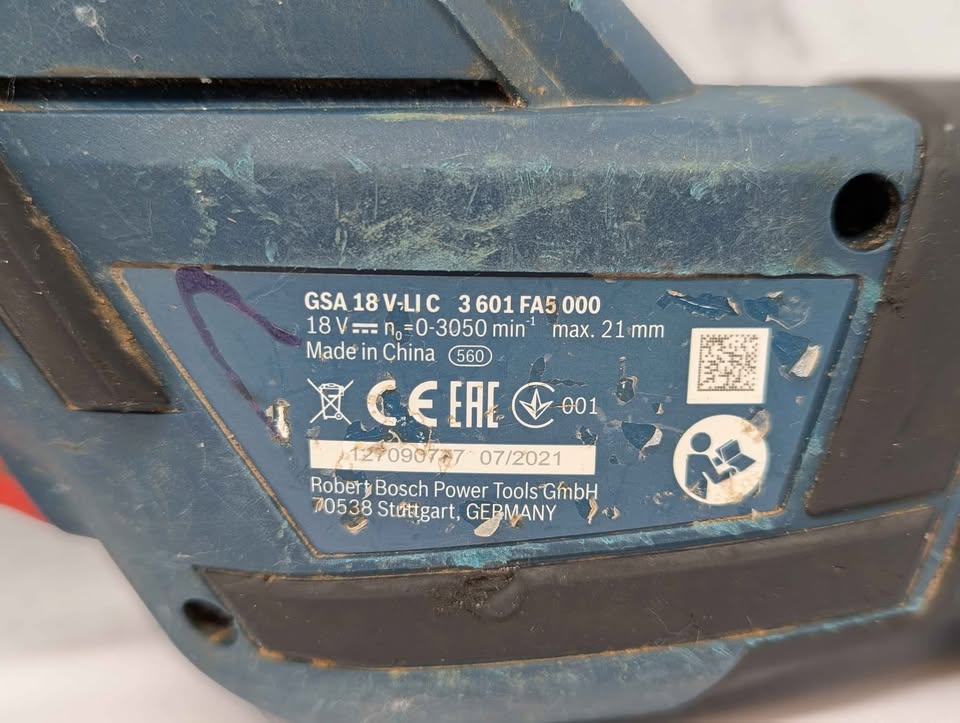 GSA 18 V-LI C 3 601 FA5 000
18 V n₀=0-3050 min⁻¹ max. 21 mm
Made in China 560
CE EAC 001
07/2021
Robert Bosch Power Tools GmbH
70538 Stuttgart, GERMANY